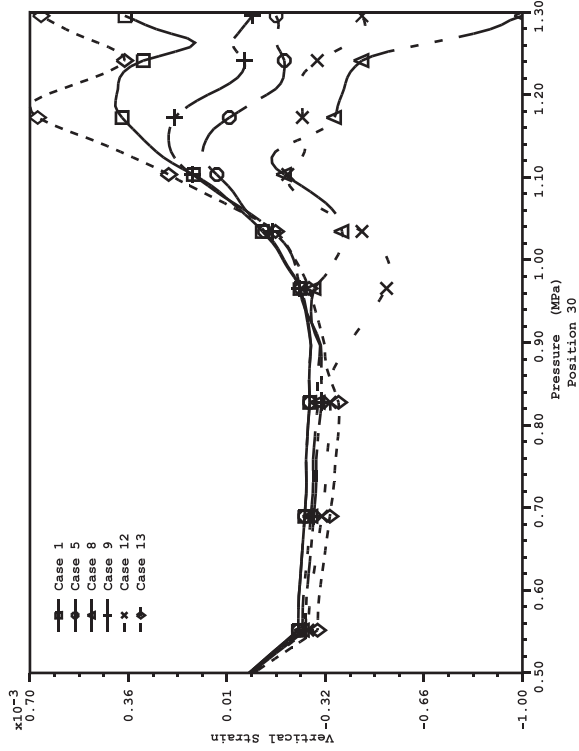 ×10⁻³
0.70
0.36
0.01
-0.32
-0.66
-1.00
Vertical Strain
0.50
0.60
0.70
0.80
0.90
1.00
1.10
1.20
1.30
Pressure (MPa)
Position 30
Case 1
Case 5
Case 8
Case 9
Case 12
Case 13